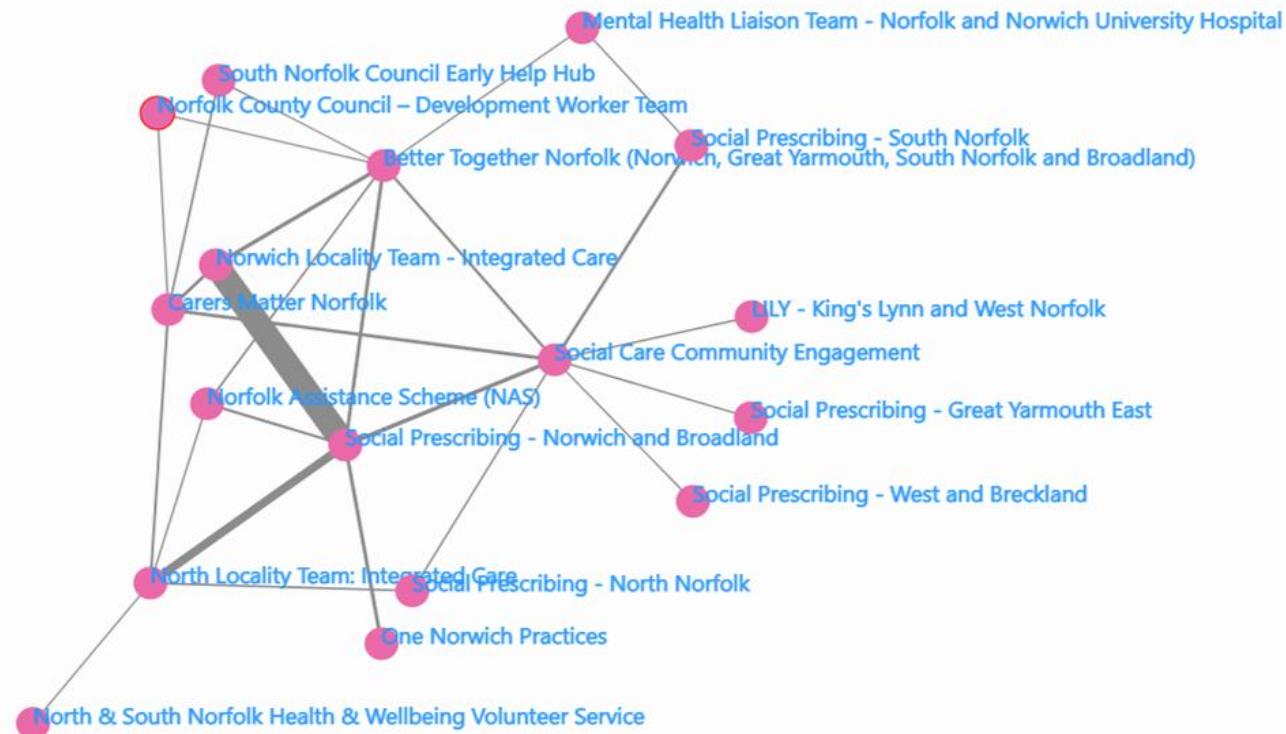 Mental Health Liaison Team - Norfolk and Norwich University Hospital
South Norfolk Council Early Help Hub
Norfolk County Council – Development Worker Team
Social Prescribing - South Norfolk
Better Together Norfolk (Norwich, Great Yarmouth, South Norfolk and Broadland)
Norwich Locality Team - Integrated Care
Carers Matter Norfolk
LILY - King's Lynn and West Norfolk
Social Care Community Engagement
Norfolk Assistance Scheme (NAS)
Social Prescribing - Great Yarmouth East
Social Prescribing - Norwich and Broadland
Social Prescribing - West and Breckland
North Locality Team: Integrated Care
Social Prescribing - North Norfolk
One Norwich Practices
North & South Norfolk Health & Wellbeing Volunteer Service